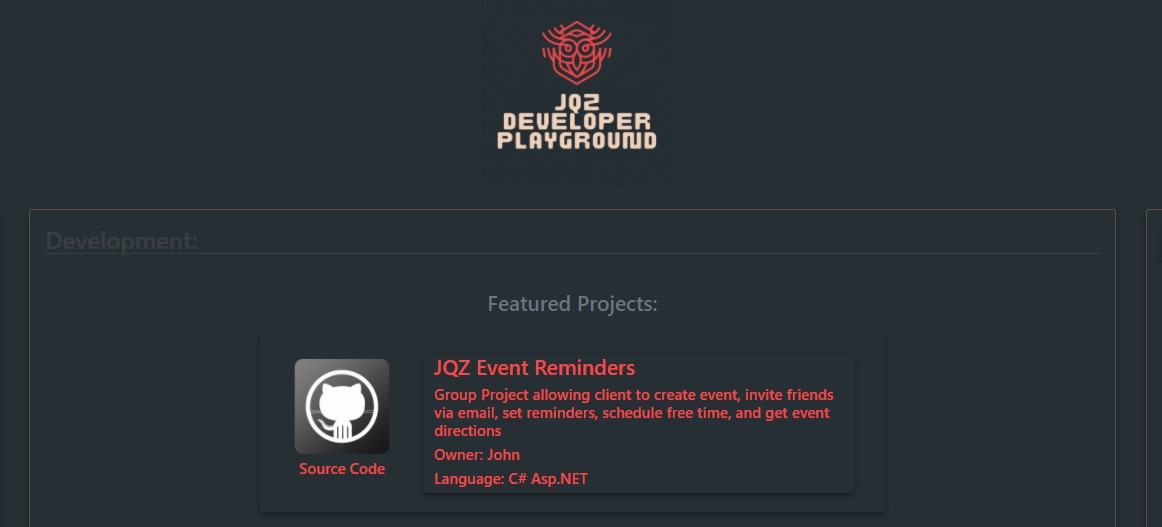 JQZ
DEVELOPER
PLAYGROUND
Development:
Featured Projects:
JQZ Event Reminders
Group Project allowing client to create event, invite friends
via email, set reminders, schedule free time, and get event
directions
Owner: John
Language: C# Asp.NET
Source Code